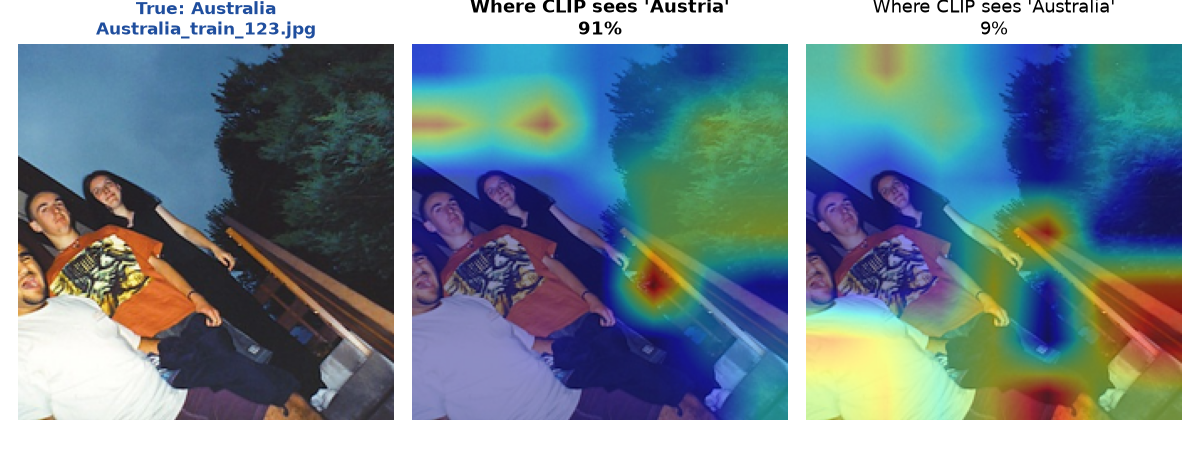 True: Australia
Australia_train_123.jpg
Where CLIP sees 'Austria'
91%
Where CLIP sees 'Australia'
9%